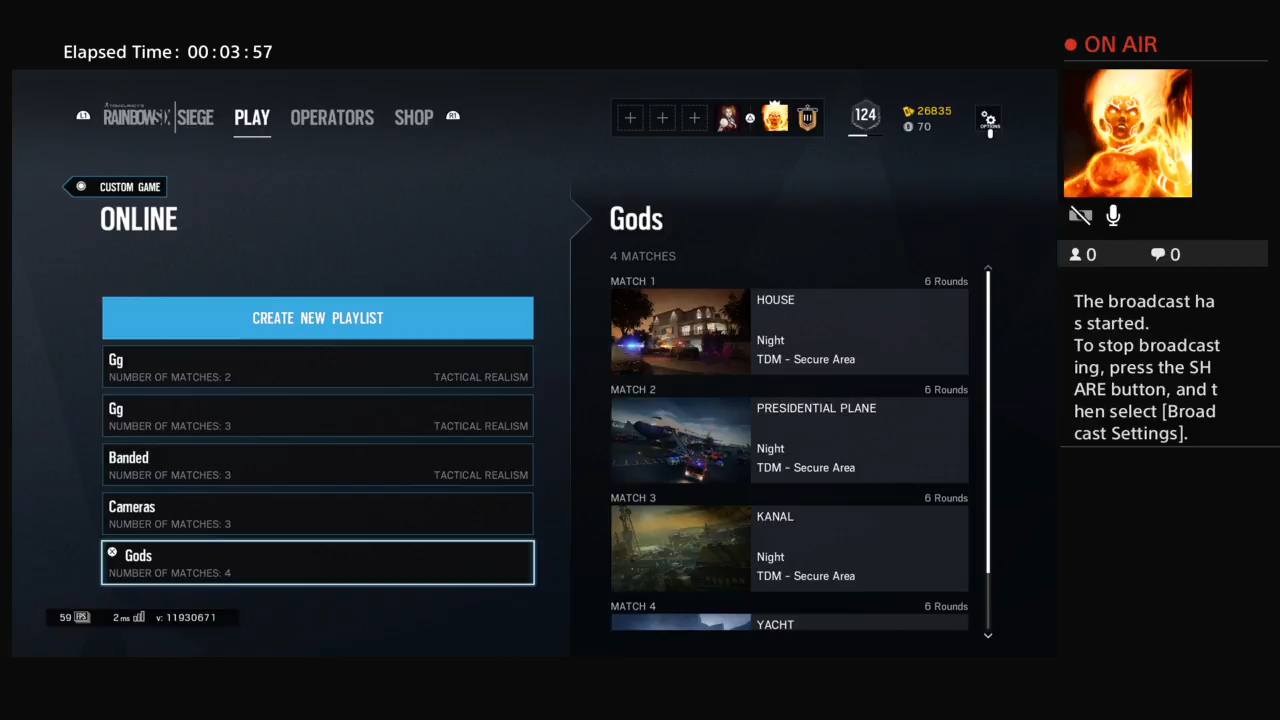 Elapsed Time: 00:03:57
ON AIR
TOM CLANCY'S
RAINBOW SIX SIEGE
PLAY
OPERATORS
SHOP
124
26835
70
OPTIONS
CUSTOM GAME
ONLINE
CREATE NEW PLAYLIST
Gg
NUMBER OF MATCHES: 2 TACTICAL REALISM
Gg
NUMBER OF MATCHES: 3 TACTICAL REALISM
Banded
NUMBER OF MATCHES: 3 TACTICAL REALISM
Cameras
NUMBER OF MATCHES: 3
Gods
NUMBER OF MATCHES: 4
59 FPS 2 ms v: 11930671
Gods
4 MATCHES
MATCH 1 6 Rounds
HOUSE
Night
TDM - Secure Area
MATCH 2 6 Rounds
PRESIDENTIAL PLANE
Night
TDM - Secure Area
MATCH 3 6 Rounds
KANAL
Night
TDM - Secure Area
MATCH 4 6 Rounds
YACHT
0 0
The broadcast ha
s started.
To stop broadcast
ing, press the SH
ARE button, and t
hen select [Broad
cast Settings].